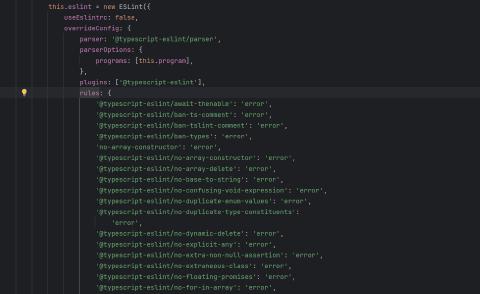 this.eslint = new ESLint({
useEslintrc: false,
overrideConfig: {
parser: '@typescript-eslint/parser',
parserOptions: {
programs: [this.program],
},
plugins: ['@typescript-eslint'],
rules: {
'@typescript-eslint/await-thenable': 'error',
'@typescript-eslint/ban-ts-comment': 'error',
'@typescript-eslint/ban-tslint-comment': 'error',
'@typescript-eslint/ban-types': 'error',
'no-array-constructor': 'error',
'@typescript-eslint/no-array-constructor': 'error',
'@typescript-eslint/no-array-delete': 'error',
'@typescript-eslint/no-base-to-string': 'error',
'@typescript-eslint/no-confusing-void-expression': 'error',
'@typescript-eslint/no-duplicate-enum-values': 'error',
'@typescript-eslint/no-duplicate-type-constituents':
'error',
'@typescript-eslint/no-dynamic-delete': 'error',
'@typescript-eslint/no-explicit-any': 'error',
'@typescript-eslint/no-extra-non-null-assertion': 'error',
'@typescript-eslint/no-extraneous-class': 'error',
'@typescript-eslint/no-floating-promises': 'error',
'@typescript-eslint/no-for-in-array': 'error',